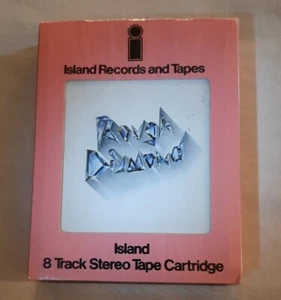 i
Island Records and Tapes
Rough
Diamond
Island
8 Track Stereo Tape Cartridge